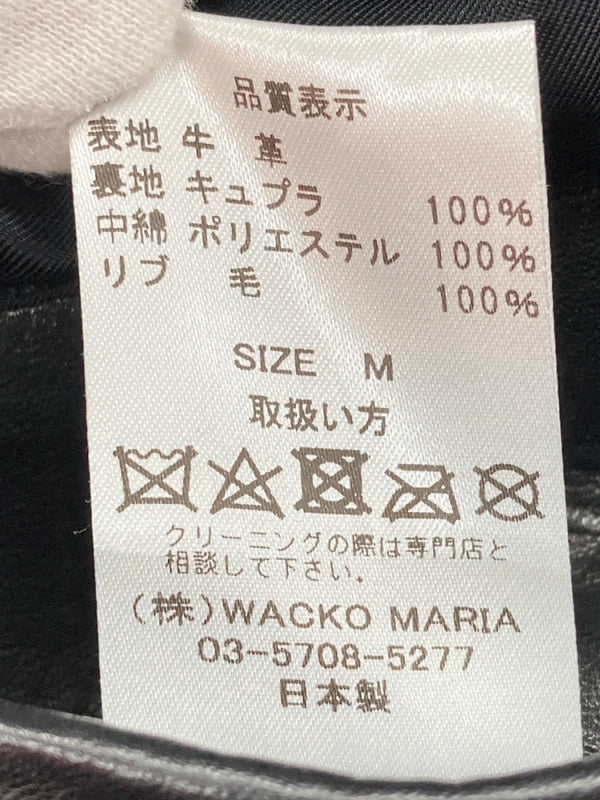 品質表示
表地 牛 革
裏地 キュプラ 100%
中綿 ポリエステル 100%
リブ 毛 100%
SIZE M
取扱い方
クリーニングの際は専門店と
相談して下さい。
(株)WACKO MARIA
03-5708-5277
日本製